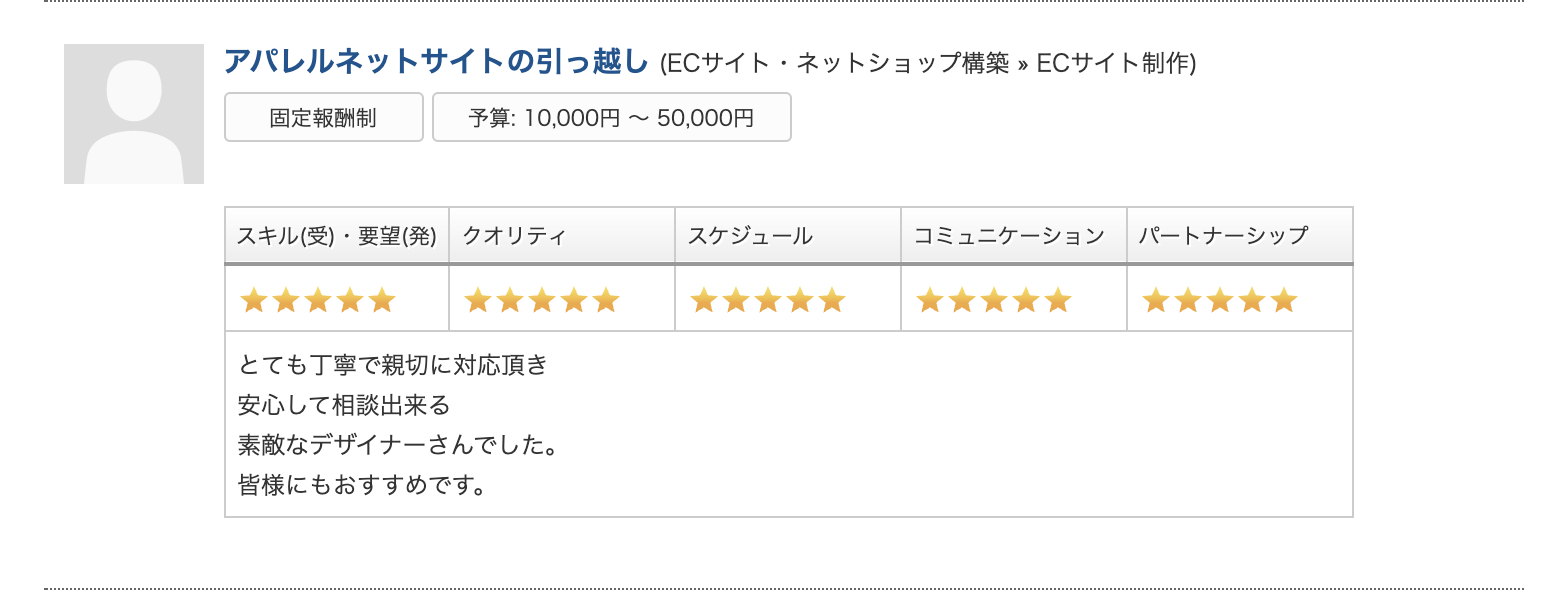 アパレルネットサイトの引っ越し (ECサイト・ネットショップ構築 » ECサイト制作)
固定報酬制 予算: 10,000円 〜 50,000円
スキル(受)・要望(発) クオリティ スケジュール コミュニケーション パートナーシップ
とても丁寧で親切に対応頂き
安心して相談出来る
素敵なデザイナーさんでした。
皆様にもおすすめです。